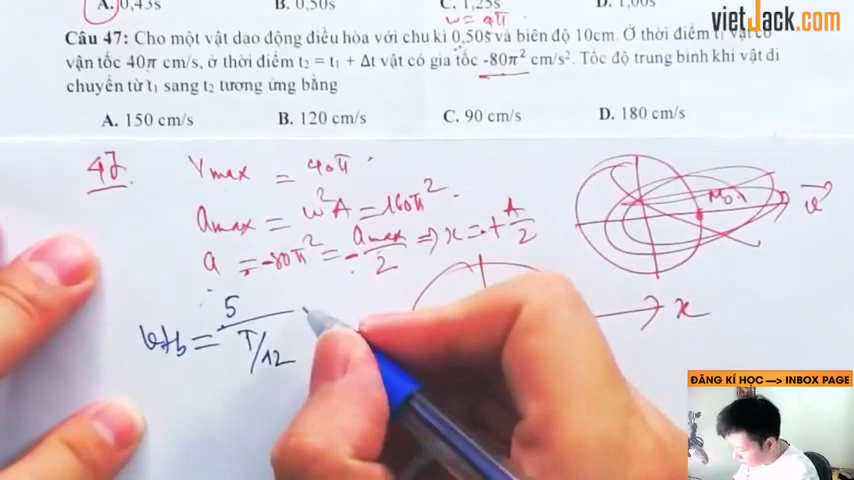 A. 0,43s B. 0,50s C. 1,25s D. 1,00s
vietJack.com
w = 4π
Câu 47: Cho một vật dao động điều hòa với chu kì 0,50s và biên độ 10cm. Ở thời điểm t₁ vật có
vận tốc 40π cm/s, ở thời điểm t₂ = t₁ + Δt vật có gia tốc -80π² cm/s². Tốc độ trung bình khi vật di
chuyển từ t₁ sang t₂ tương ứng bằng
A. 150 cm/s B. 120 cm/s C. 90 cm/s D. 180 cm/s
47.
Vmax = 40π
amax = w²A = 160π²
a = -80π² = -amax/2 => x = + A/2
x
vtb = 5/(T/12)
ĐĂNG KÍ HỌC —> INBOX PAGE